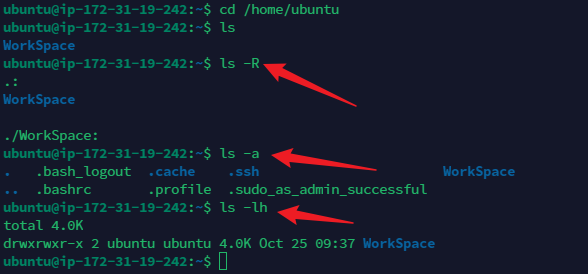 ubuntu@ip-172-31-19-242:~$ cd /home/ubuntu
ubuntu@ip-172-31-19-242:~$ ls
WorkSpace
ubuntu@ip-172-31-19-242:~$ ls -R
.:
WorkSpace

./WorkSpace:
ubuntu@ip-172-31-19-242:~$ ls -a
.   .bash_logout  .cache    .ssh                       WorkSpace
..  .bashrc       .profile  .sudo_as_admin_successful
ubuntu@ip-172-31-19-242:~$ ls -lh
total 4.0K
drwxrwxr-x 2 ubuntu ubuntu 4.0K Oct 25 09:37 WorkSpace
ubuntu@ip-172-31-19-242:~$